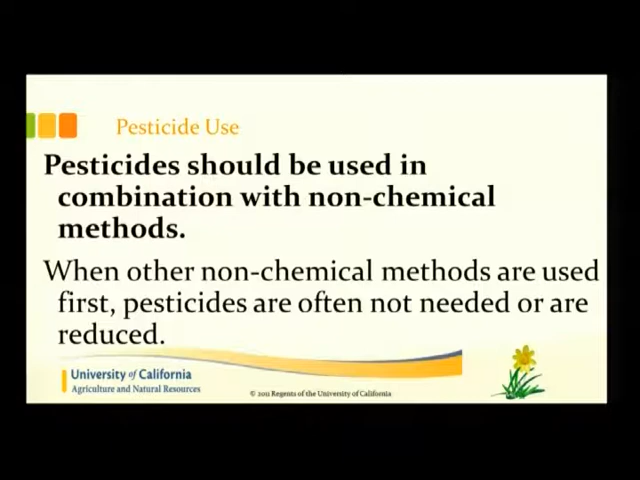 Pesticide Use
Pesticides should be used in
combination with non-chemical
methods.
When other non-chemical methods are used
first, pesticides are often not needed or are
reduced.
University of California
Agriculture and Natural Resources
© 2011 Regents of the University of California